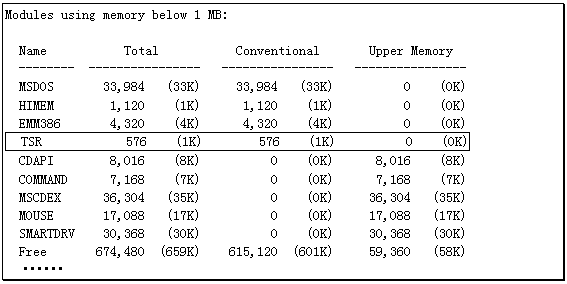 Modules using memory below 1 MB:
Name Total Conventional Upper Memory
-------- ---------------- ---------------- ----------------
MSDOS 33,984 (33K) 33,984 (33K) 0 (0K)
HIMEM 1,120 (1K) 1,120 (1K) 0 (0K)
EMM386 4,320 (4K) 4,320 (4K) 0 (0K)
TSR 576 (1K) 576 (1K) 0 (0K)
CDAPI 8,016 (8K) 0 (0K) 8,016 (8K)
COMMAND 7,168 (7K) 0 (0K) 7,168 (7K)
MSCDEX 36,304 (35K) 0 (0K) 36,304 (35K)
MOUSE 17,088 (17K) 0 (0K) 17,088 (17K)
SMARTDRV 30,368 (30K) 0 (0K) 30,368 (30K)
Free 674,480 (659K) 615,120 (601K) 59,360 (58K)
······